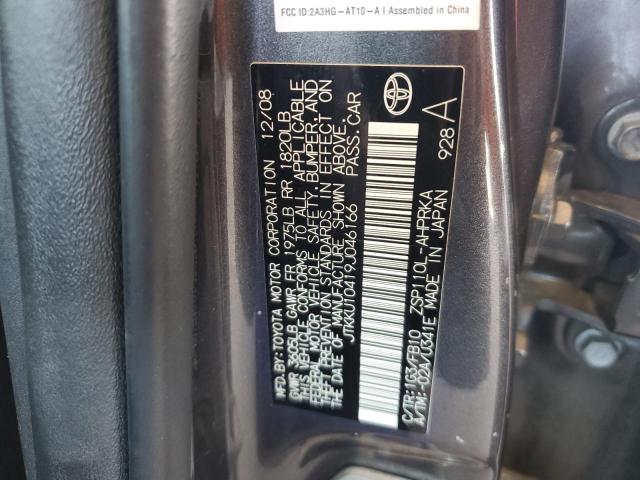 FCC ID:2A3HG-AT10-A | Assembled in China
MFD.BY:TOYOTA MOTOR CORPORATION 12/08
GVWR 3685LB GAWR FR 1975LB RR 1820LB
THIS VEHICLE CONFORMS TO ALL APPLICABLE
FEDERAL MOTOR VEHICLE SAFETY, BUMPER, AND
THEFT PREVENTION STANDARDS IN EFFECT ON
THE DATE OF MANUFACTURE SHOWN ABOVE.
JTKKU10419J046166 PASS.CAR
C/TR:1G3/FB10 ZSP110L-AHPRKA
A/TM:-02A/U341E MADE IN JAPAN 928 A